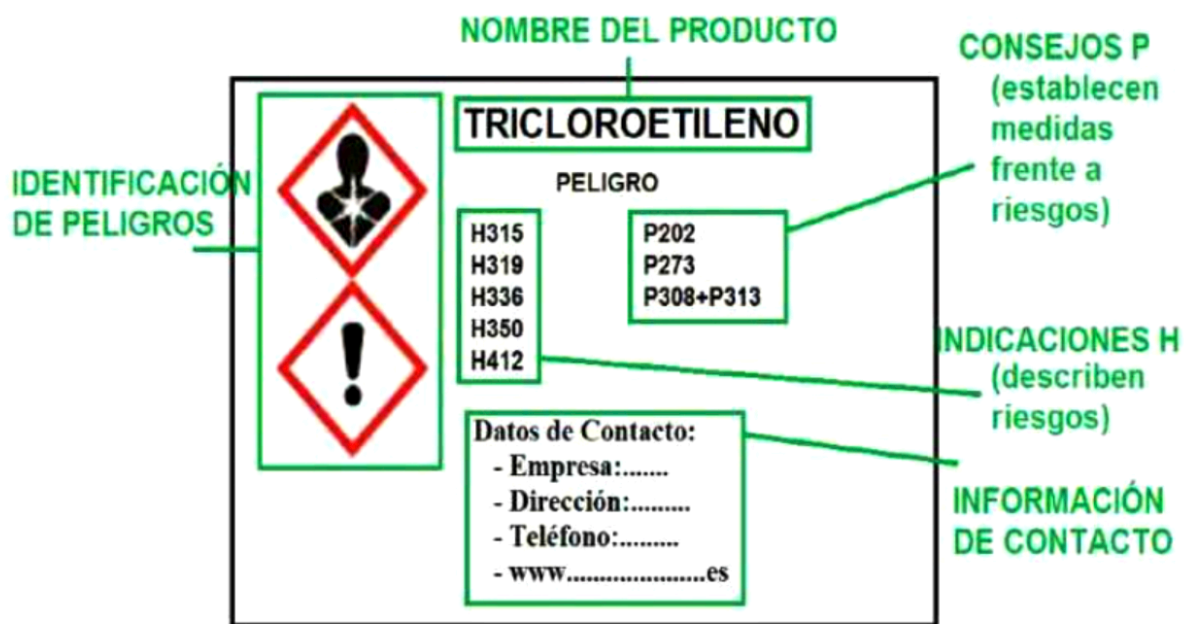 NOMBRE DEL PRODUCTO
TRICLOROETILENO
PELIGRO
IDENTIFICACIÓN
DE PELIGROS
H315
H319
H336
H350
H412
P202
P273
P308+P313
CONSEJOS P
(establecen
medidas
frente a
riesgos)
INDICACIONES H
(describen
riesgos)
Datos de Contacto:
- Empresa:.......
- Dirección:.........
- Teléfono:.........
- www.....................es
INFORMACIÓN
DE CONTACTO